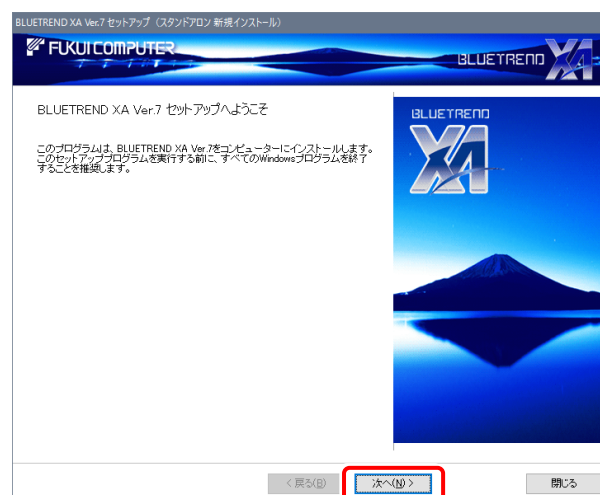 BLUETREND XA Ver.7 セットアップ（スタンドアロン 新規インストール）
FUKUI COMPUTER
BLUETREND XA
BLUETREND XA Ver.7 セットアップへようこそ
このプログラムは、BLUETREND XA Ver.7をコンピューターにインストールします。
このセットアッププログラムを実行する前に、すべてのWindowsプログラムを終了
することを推奨します。
BLUETREND
XA
< 戻る(B)
次へ(N) >
閉じる